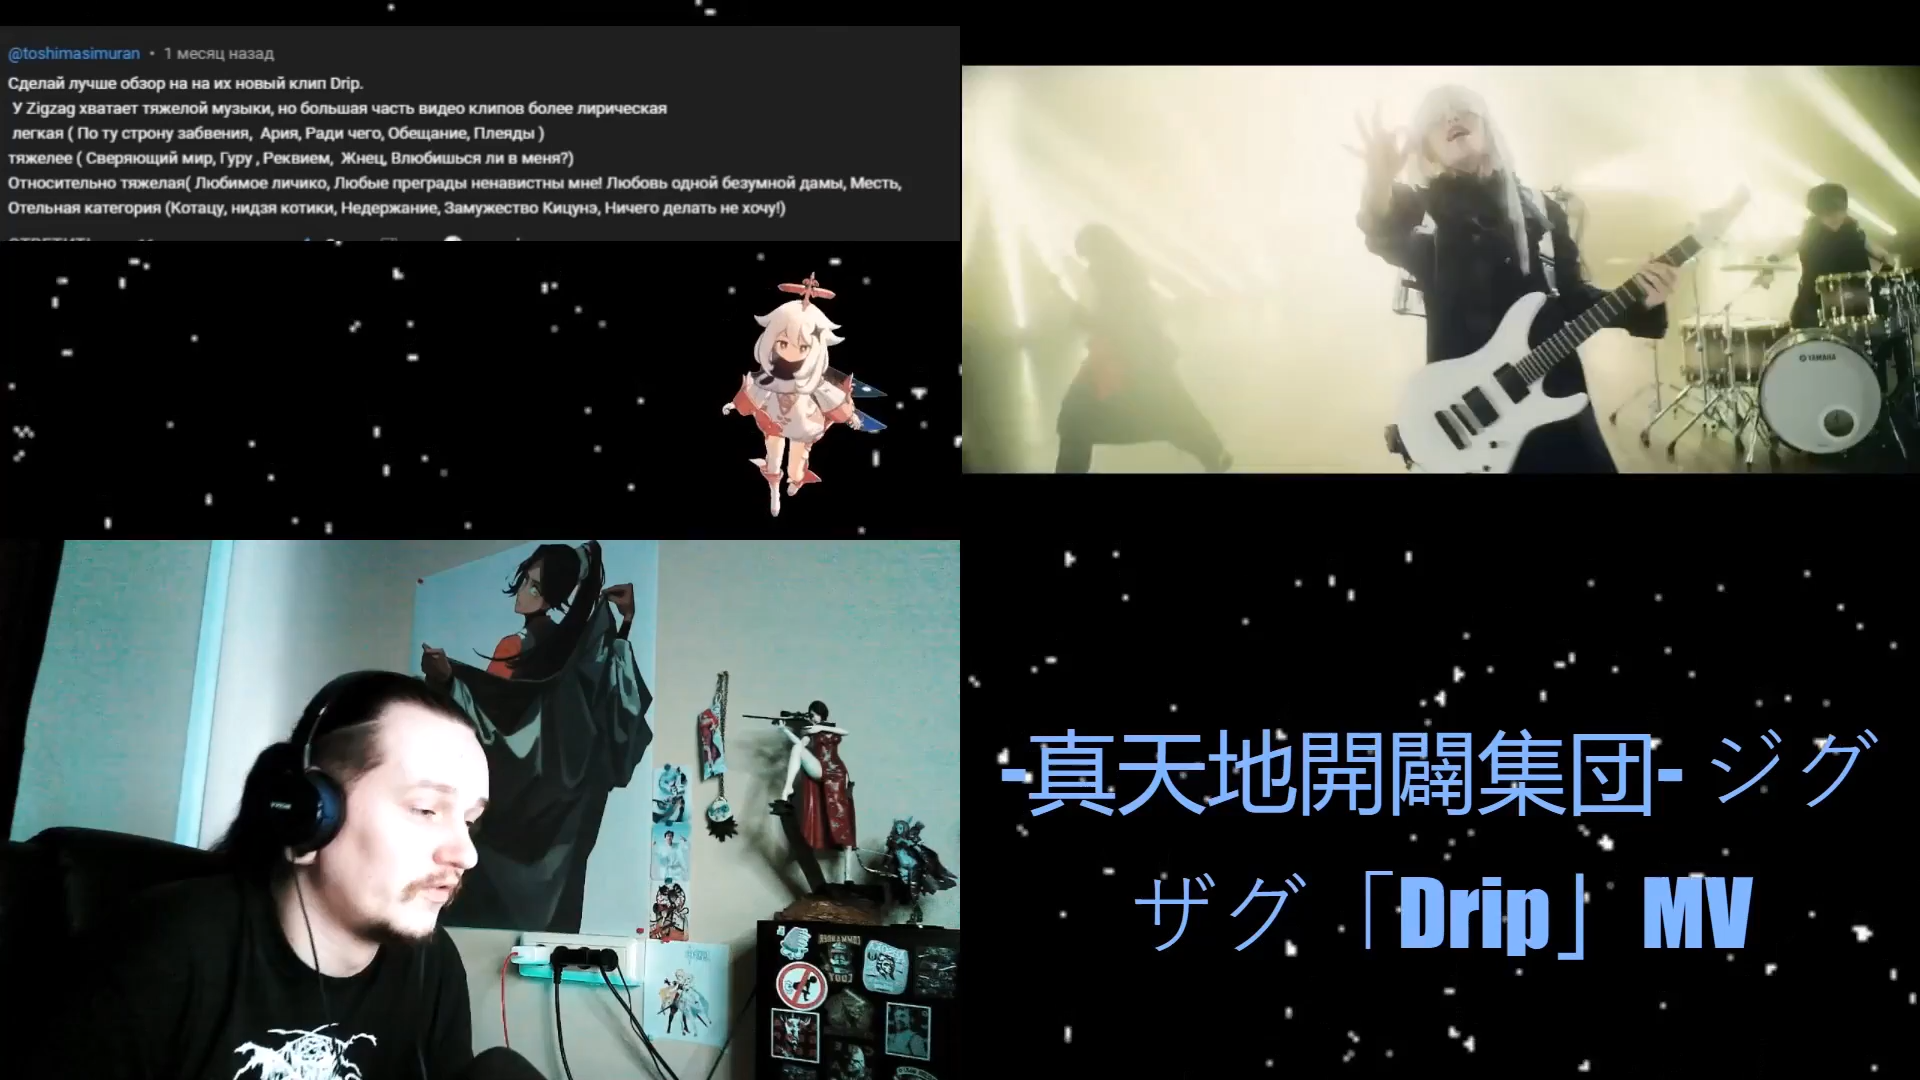 @toshimasimuran • 1 месяц назад
Сделай лучше обзор на на их новый клип Drip.
У Zigzag хватает тяжелой музыки, но большая часть видео клипов более лирическая
легкая ( По ту строну забвения, Ария, Ради чего, Обещание, Плеяды )
тяжелее ( Сверяющий мир, Гуру , Реквием, Жнец, Влюбишься ли в меня?)
Относительно тяжелая( Любимое личико, Любые преграды ненавистны мне! Любовь одной безумной дамы, Месть,
Отельная категория (Котацу, нидзя котики, Недержание, Замужество Кицунэ, Ничего делать не хочу!)
YAMAHA
-真天地開闢集団- ジグ
ザグ「Drip」 MV